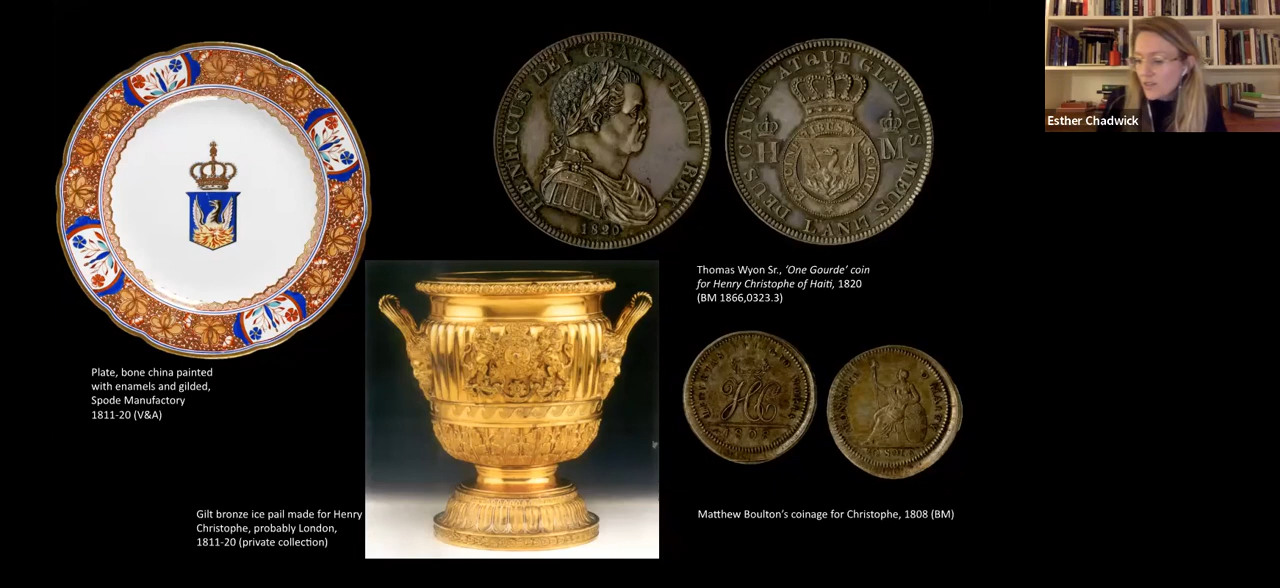 Esther Chadwick
HENRICUS DEI GRATIA HAITI REX
1820
DEUS CAUSA ATQUE GLADIUS MEUS
H M
Thomas Wyon Sr., ‘One Gourde’ coin
for Henry Christophe of Haiti, 1820
(BM 1866,0323.3)
Plate, bone china painted
with enamels and gilded,
Spode Manufactory
1811-20 (V&A)
HC
Gilt bronze ice pail made for Henry
Christophe, probably London,
1811-20 (private collection)
Matthew Boulton’s coinage for Christophe, 1808 (BM)